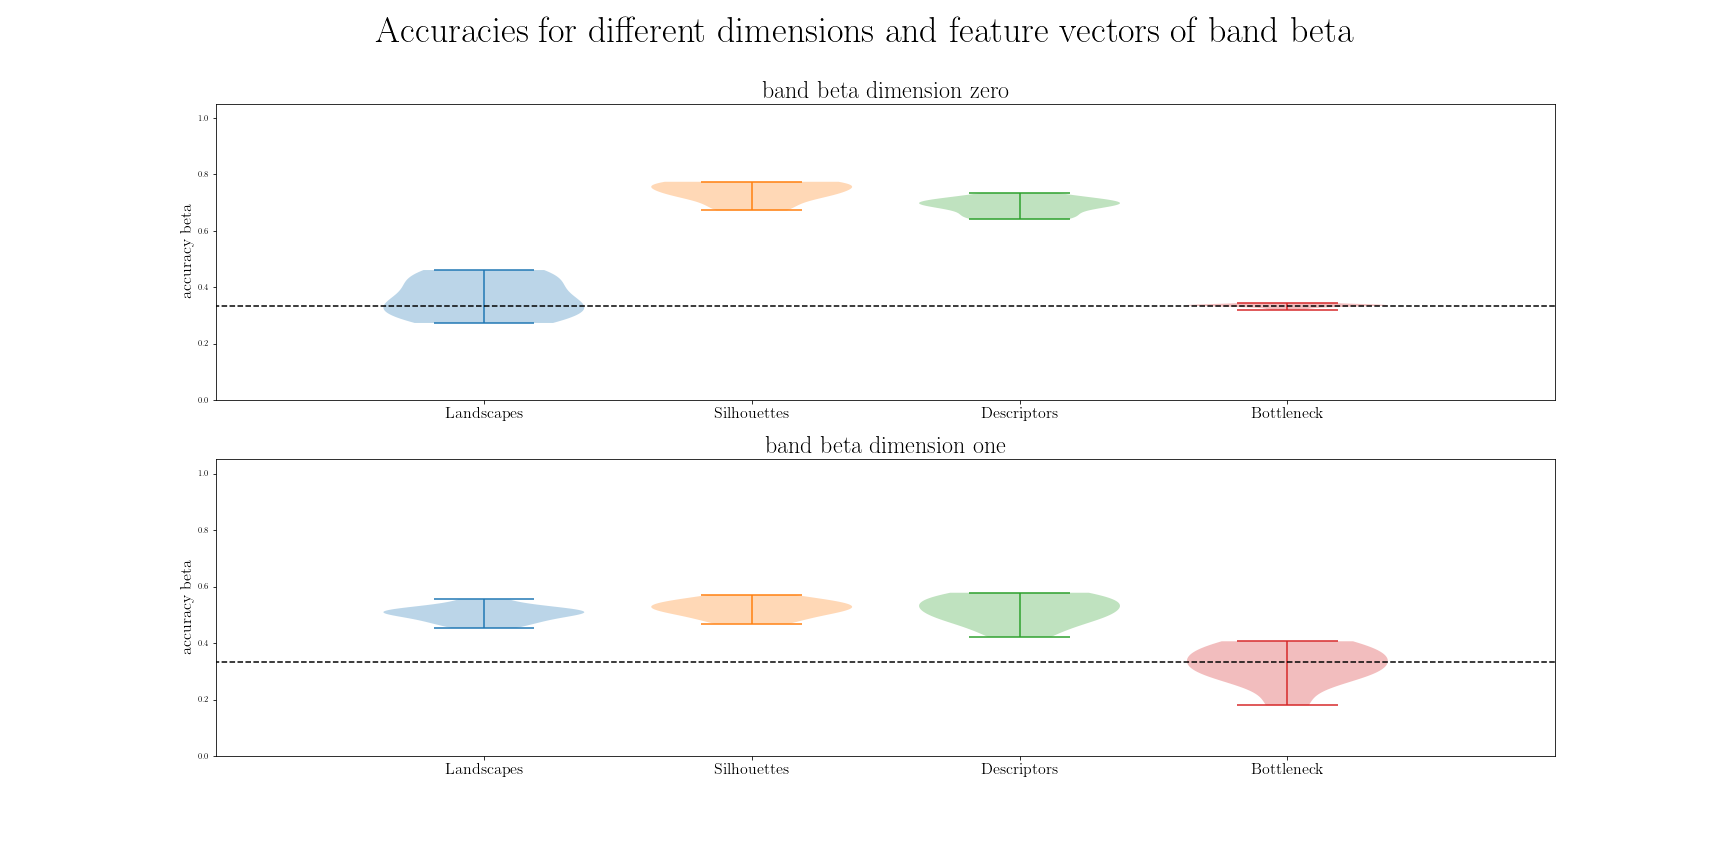 Accuracies for different dimensions and feature vectors of band beta
band beta dimension zero
accuracy beta
1.0
0.8
0.6
0.4
0.2
0.0
Landscapes Silhouettes Descriptors Bottleneck
band beta dimension one
accuracy beta
1.0
0.8
0.6
0.4
0.2
0.0
Landscapes Silhouettes Descriptors Bottleneck